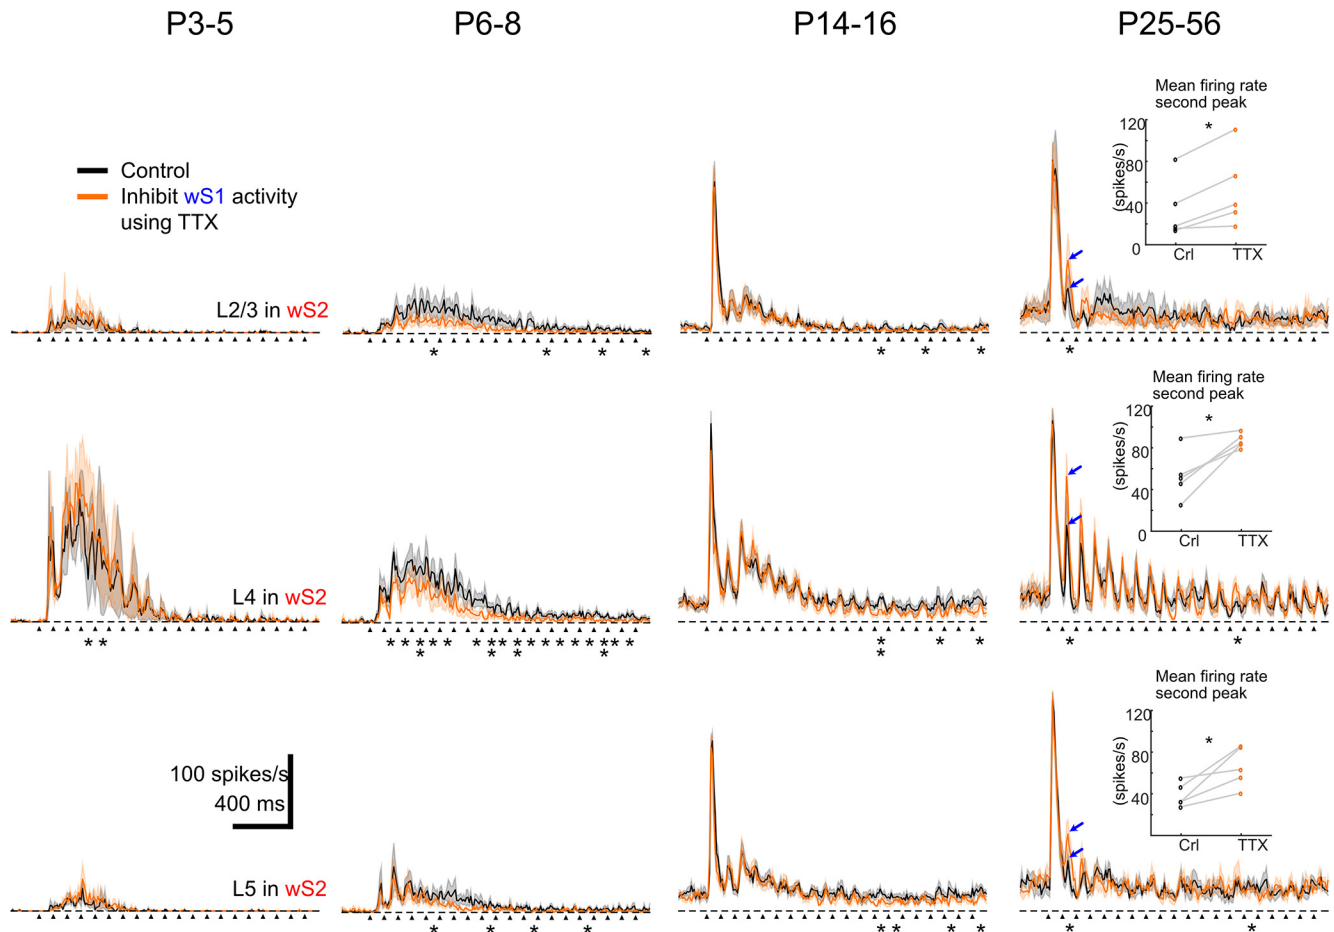 P3-5
P6-8
P14-16
P25-56
Control
Inhibit wS1 activity
using TTX
L2/3 in wS2
* * * *
* * *
*
Mean firing rate
second peak
120
80
40
0
(spikes/s)
*
Crl
TTX
L4 in wS2
**
* * * * * * * * * * * * * *
* * * *
* * *
*
* *
Mean firing rate
second peak
120
80
40
0
(spikes/s)
*
Crl
TTX
100 spikes/s
400 ms
L5 in wS2
* * *
* * * *
* *
Mean firing rate
second peak
120
80
40
(spikes/s)
*
Crl
TTX